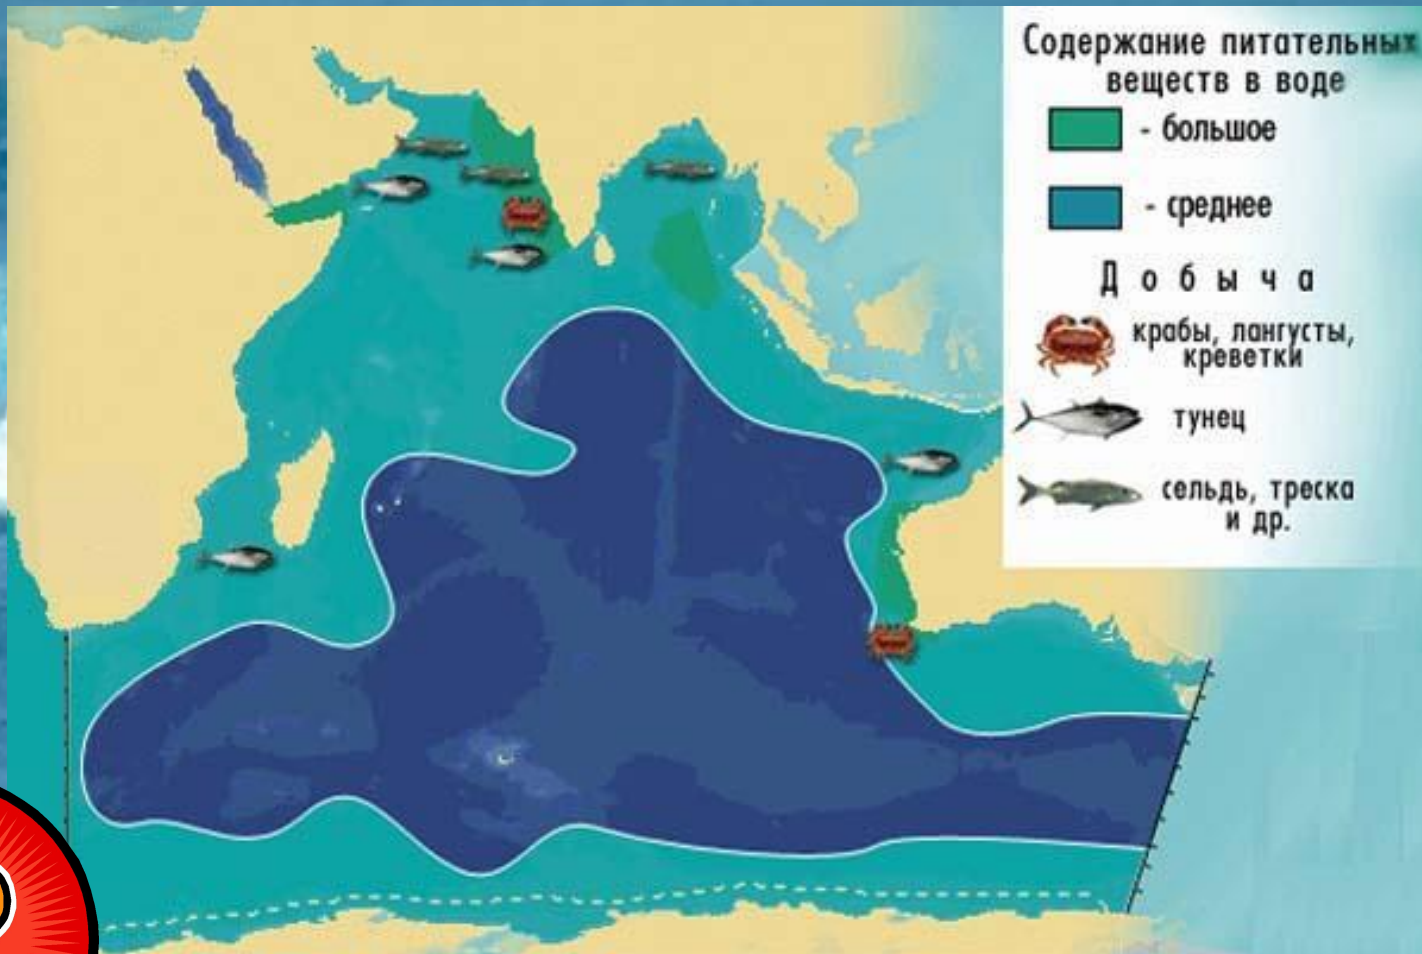 Содержание питательных
веществ в воде
- большое
- среднее
Добыча
крабы, лангусты,
креветки
тунец
сельдь, треска
и др.